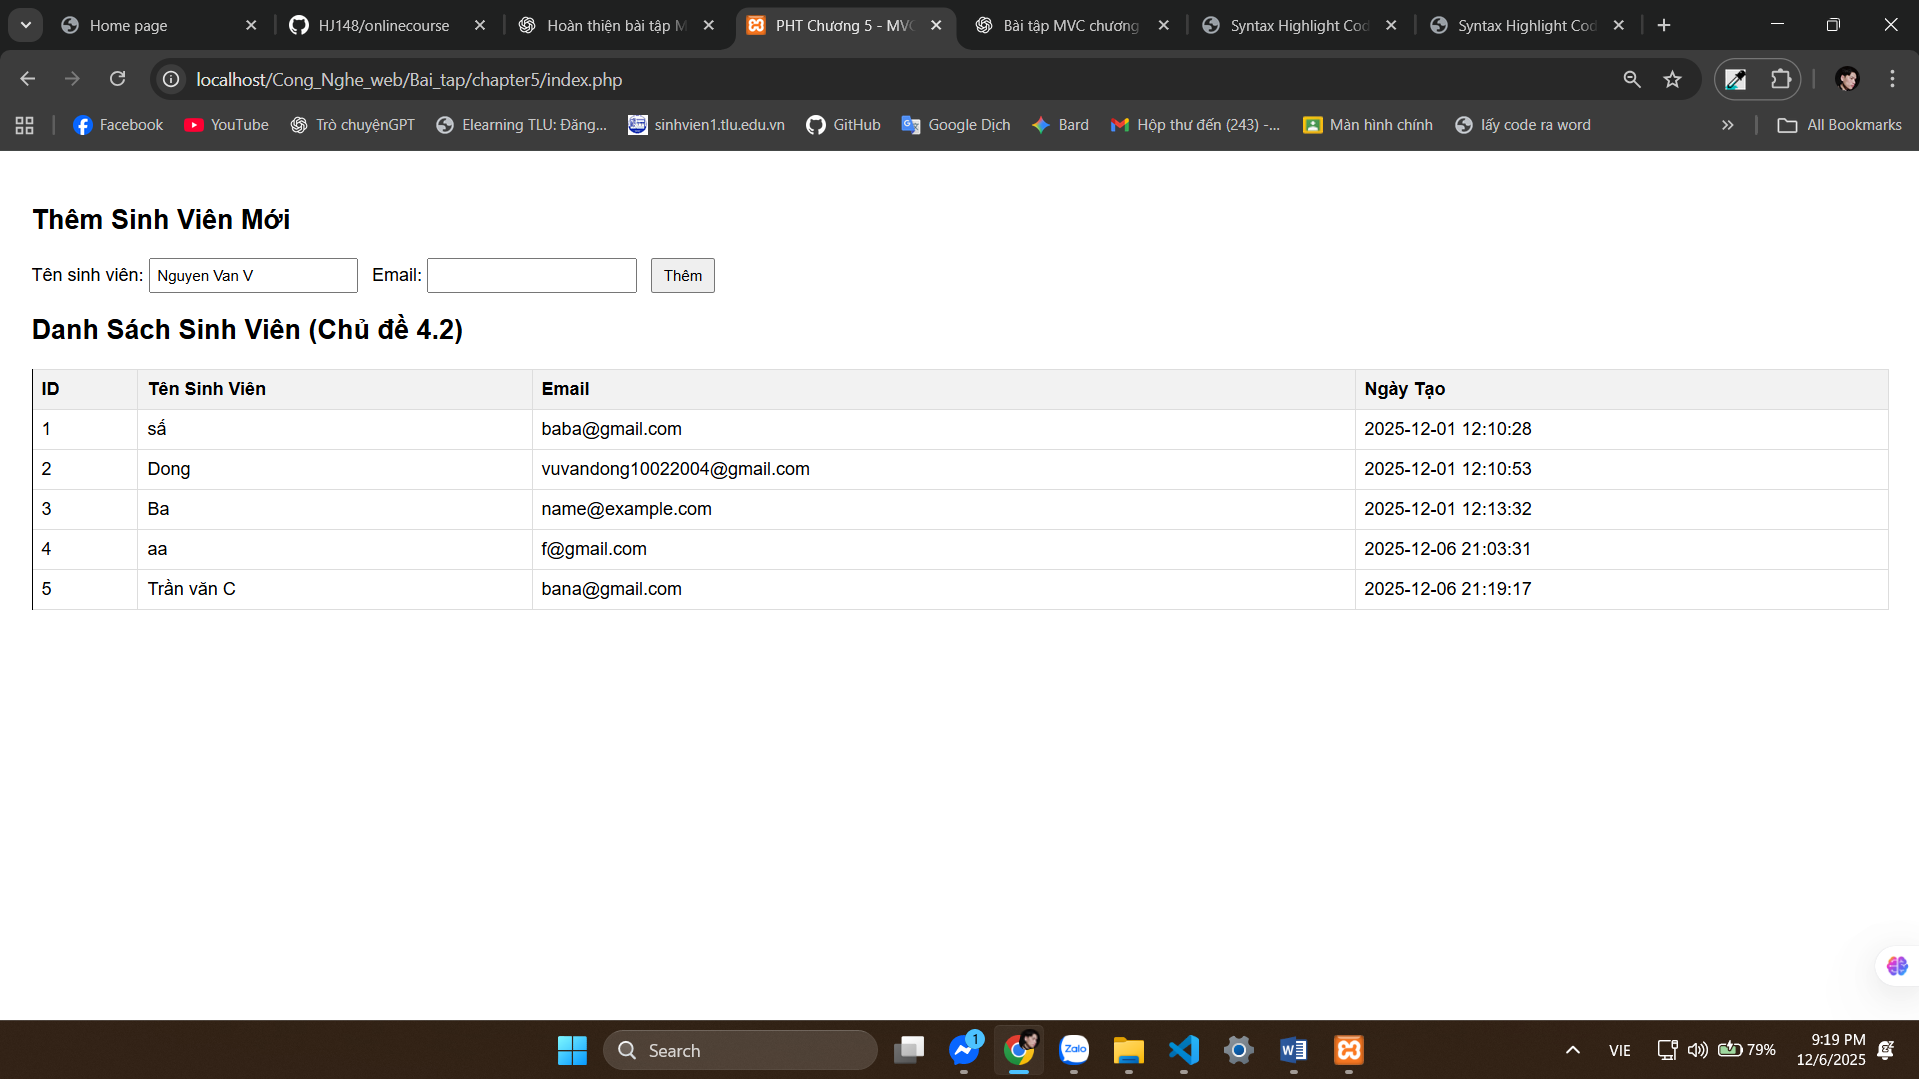 Home page
HJ148/onlinecourse
Hoàn thiện bài tập M
PHT Chương 5 - MVC
Bài tập MVC chương
Syntax Highlight Cod
Syntax Highlight Cod
localhost/Cong_Nghe_web/Bai_tap/chapter5/index.php
Facebook
YouTube
Trò chuyệnGPT
Elearning TLU: Đăng...
sinhvien1.tlu.edu.vn
GitHub
Google Dịch
Bard
Hộp thư đến (243) -...
Màn hình chính
lấy code ra word
All Bookmarks
Thêm Sinh Viên Mới
Tên sinh viên: Nguyen Van V Email: Thêm
Danh Sách Sinh Viên (Chủ đề 4.2)
ID Tên Sinh Viên Email Ngày Tạo
1 sấ baba@gmail.com 2025-12-01 12:10:28
2 Dong vuvandong10022004@gmail.com 2025-12-01 12:10:53
3 Ba name@example.com 2025-12-01 12:13:32
4 aa f@gmail.com 2025-12-06 21:03:31
5 Trần văn C bana@gmail.com 2025-12-06 21:19:17
Search
1
Zalo
VIE
79%
9:19 PM
12/6/2025